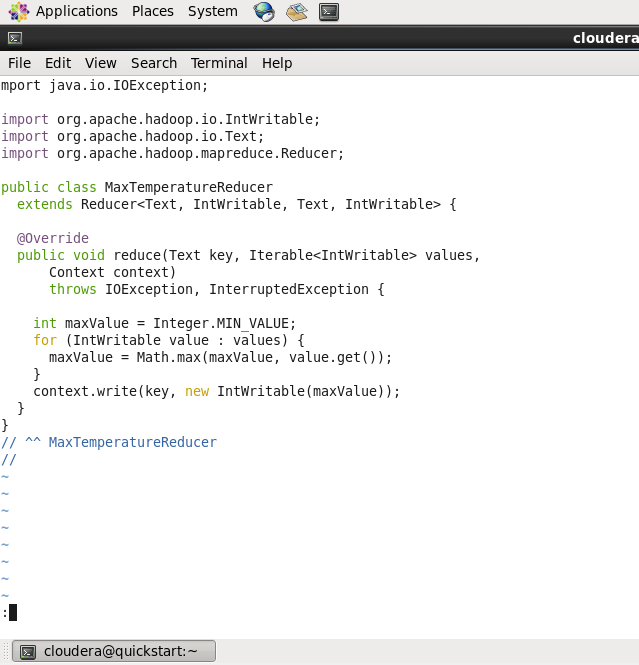 Applications Places System
cloudera
File Edit View Search Terminal Help
mport java.io.IOException;
import org.apache.hadoop.io.IntWritable;
import org.apache.hadoop.io.Text;
import org.apache.hadoop.mapreduce.Reducer;
public class MaxTemperatureReducer
  extends Reducer<Text, IntWritable, Text, IntWritable> {
  @Override
  public void reduce(Text key, Iterable<IntWritable> values,
      Context context)
      throws IOException, InterruptedException {
    int maxValue = Integer.MIN_VALUE;
    for (IntWritable value : values) {
      maxValue = Math.max(maxValue, value.get());
    }
    context.write(key, new IntWritable(maxValue));
  }
}
// ^^ MaxTemperatureReducer
//
~
~
~
~
~
~
~
~
:
cloudera@quickstart:~